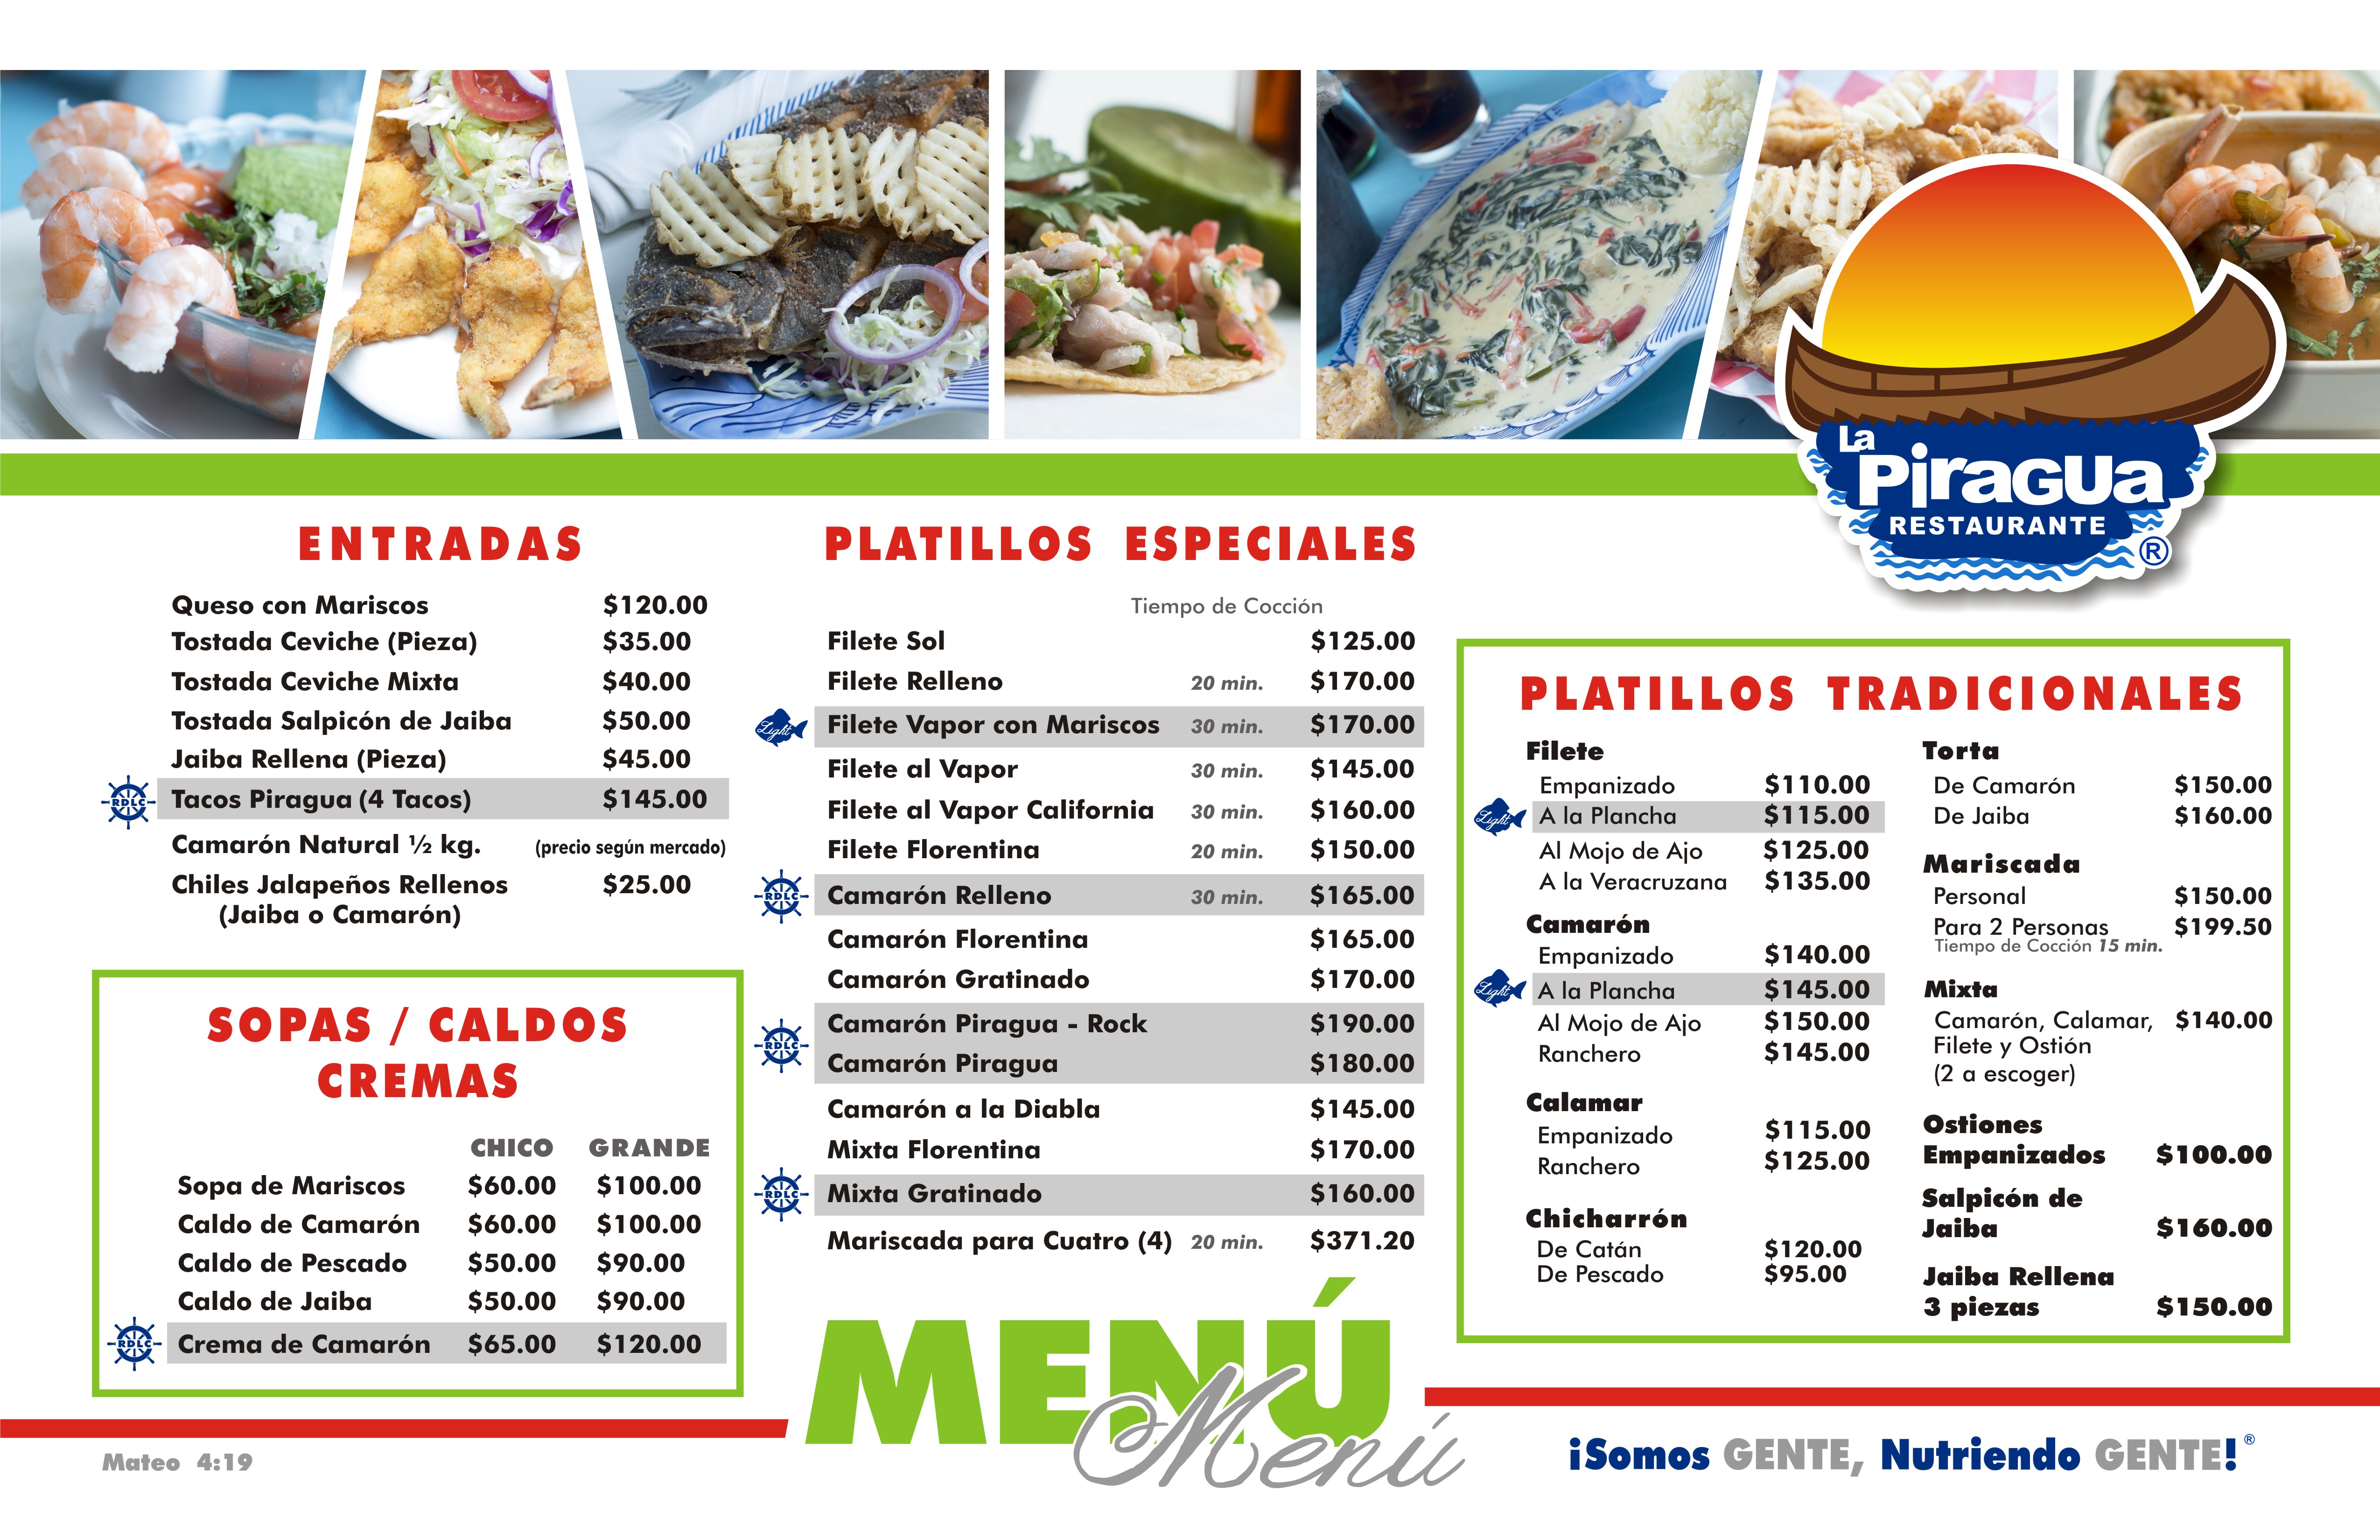 La
Piragua
RESTAURANTE
®
ENTRADAS
Queso con Mariscos $120.00
Tostada Ceviche (Pieza) $35.00
Tostada Ceviche Mixta $40.00
Tostada Salpicón de Jaiba $50.00
Jaiba Rellena (Pieza) $45.00
RDLC Tacos Piragua (4 Tacos) $145.00
Camarón Natural ½ kg. (precio según mercado)
Chiles Jalapeños Rellenos $25.00
(Jaiba o Camarón)
SOPAS / CALDOS
CREMAS
CHICO GRANDE
Sopa de Mariscos $60.00 $100.00
Caldo de Camarón $60.00 $100.00
Caldo de Pescado $50.00 $90.00
Caldo de Jaiba $50.00 $90.00
RDLC Crema de Camarón $65.00 $120.00
PLATILLOS ESPECIALES
Tiempo de Cocción
Filete Sol $125.00
Filete Relleno 20 min. $170.00
Light Filete Vapor con Mariscos 30 min. $170.00
Filete al Vapor 30 min. $145.00
Filete al Vapor California 30 min. $160.00
Filete Florentina 20 min. $150.00
RDLC Camarón Relleno 30 min. $165.00
Camarón Florentina $165.00
Camarón Gratinado $170.00
Camarón Piragua - Rock $190.00
RDLC
Camarón Piragua $180.00
Camarón a la Diabla $145.00
Mixta Florentina $170.00
RDLC Mixta Gratinado $160.00
Mariscada para Cuatro (4) 20 min. $371.20
PLATILLOS TRADICIONALES
Filete
Empanizado $110.00
Light A la Plancha $115.00
Al Mojo de Ajo $125.00
A la Veracruzana $135.00
Camarón
Empanizado $140.00
Light A la Plancha $145.00
Al Mojo de Ajo $150.00
Ranchero $145.00
Calamar
Empanizado $115.00
Ranchero $125.00
Chicharrón
De Catán $120.00
De Pescado $95.00
Torta
De Camarón $150.00
De Jaiba $160.00
Mariscada
Personal $150.00
Para 2 Personas $199.50
Tiempo de Cocción 15 min.
Mixta
Camarón, Calamar, $140.00
Filete y Ostión
(2 a escoger)
Ostiones
Empanizados $100.00
Salpicón de
Jaiba $160.00
Jaiba Rellena
3 piezas $150.00
MENÚ
Menú
Mateo 4:19
¡Somos GENTE, Nutriendo GENTE! ®